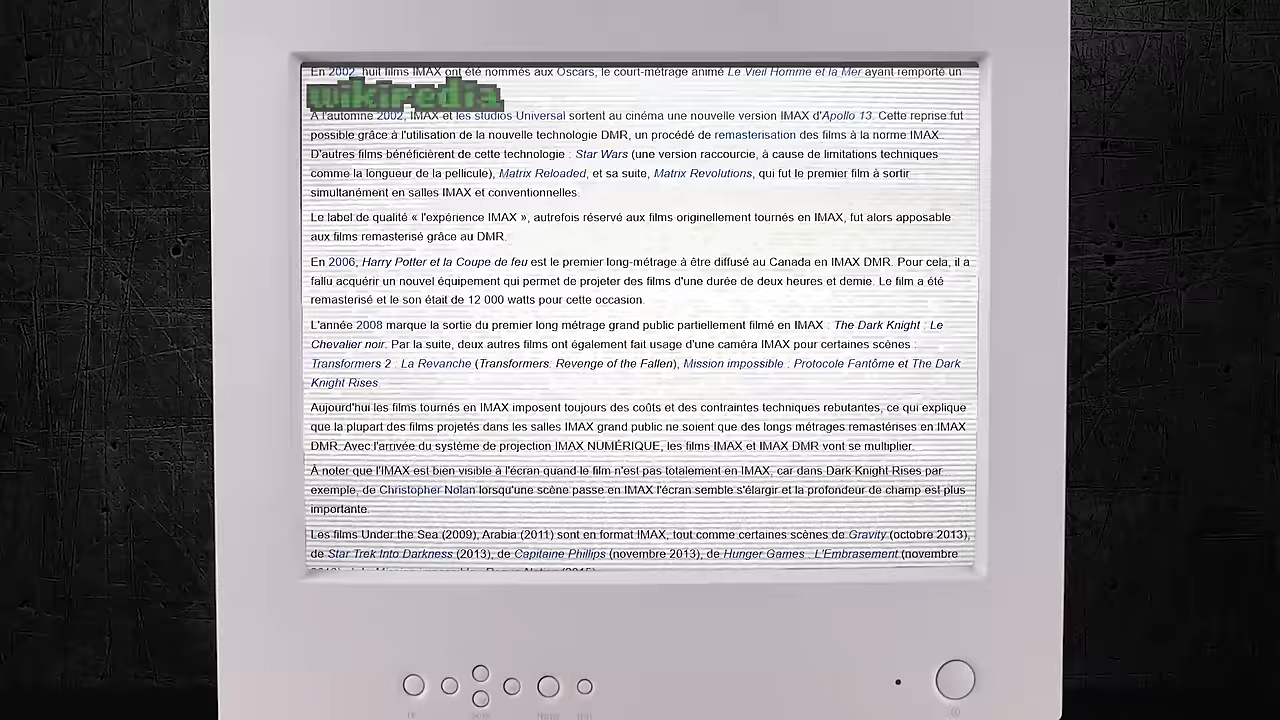 En 2002, huit films IMAX ont été nommés aux Oscars, le court-métrage animé Le Vieil Homme et la Mer ayant remporté un
wikiredia
A l'automne 2002, IMAX et les studios Universal sortent au cinéma une nouvelle version IMAX d'Apollo 13. Cette reprise fut
possible grâce à l'utilisation de la nouvelle technologie DMR, un procédé de remasterisation des films à la norme IMAX.
D'autres films bénéficièrent de cette technologie : Star Wars (une version raccourcie, à cause de limitations techniques
comme la longueur de la pellicule), Matrix Reloaded, et sa suite, Matrix Revolutions, qui fut le premier film à sortir
simultanément en salles IMAX et conventionnelles.
Le label de qualité « l'expérience IMAX », autrefois réservé aux films originellement tournés en IMAX, fut alors apposable
aux films remasterisé grâce au DMR.
En 2006, Harry Potter et la Coupe de feu est le premier long-métrage à être diffusé au Canada en IMAX DMR. Pour cela, il a
fallu acquérir un nouvel équipement qui permet de projeter des films d'une durée de deux heures et demie. Le film a été
remasterisé et le son était de 12 000 watts pour cette occasion.
L'année 2008 marque la sortie du premier long métrage grand public partiellement filmé en IMAX : The Dark Knight : Le
Chevalier noir. Par la suite, deux autres films ont également fait usage d'une caméra IMAX pour certaines scènes :
Transformers 2 : La Revanche (Transformers: Revenge of the Fallen), Mission impossible : Protocole Fantôme et The Dark
Knight Rises.
Aujourd'hui les films tournés en IMAX imposent toujours des coûts et des contraintes techniques rebutantes, ce qui explique
que la plupart des films projetés dans les salles IMAX grand public ne soient que des longs métrages remastérisés en IMAX
DMR. Avec l'arrivée du système de projection IMAX NUMÉRIQUE, les films IMAX et IMAX DMR vont se multiplier.
À noter que l'IMAX est bien visible à l'écran quand le film n'est pas totalement en IMAX, car dans Dark Knight Rises par
exemple, de Christopher Nolan lorsqu'une scène passe en IMAX l'écran semble s'élargir et la profondeur de champ est plus
importante.
Les films Under the Sea (2009), Arabia (2011) sont en format IMAX, tout comme certaines scènes de Gravity (octobre 2013),
de Star Trek Into Darkness (2013), de Capitaine Phillips (novembre 2013), de Hunger Games : L'Embrasement (novembre